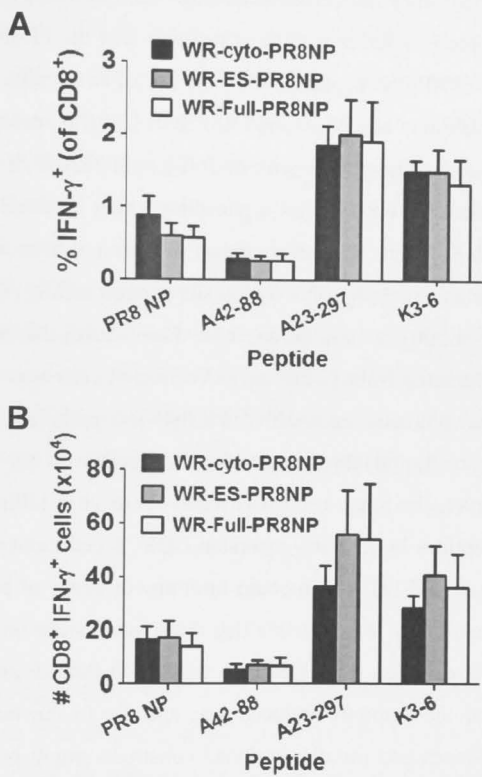 A
WR-cyto-PR8NP
WR-ES-PR8NP
WR-Full-PR8NP
% IFN-γ+ (of CD8+)
3
2
1
0
PR8 NP
A42-88
A23-297
K3-6
Peptide
B
WR-cyto-PR8NP
WR-ES-PR8NP
WR-Full-PR8NP
# CD8+ IFN-γ+ cells (x10⁴)
80
60
40
20
0
PR8 NP
A42-88
A23-297
K3-6
Peptide